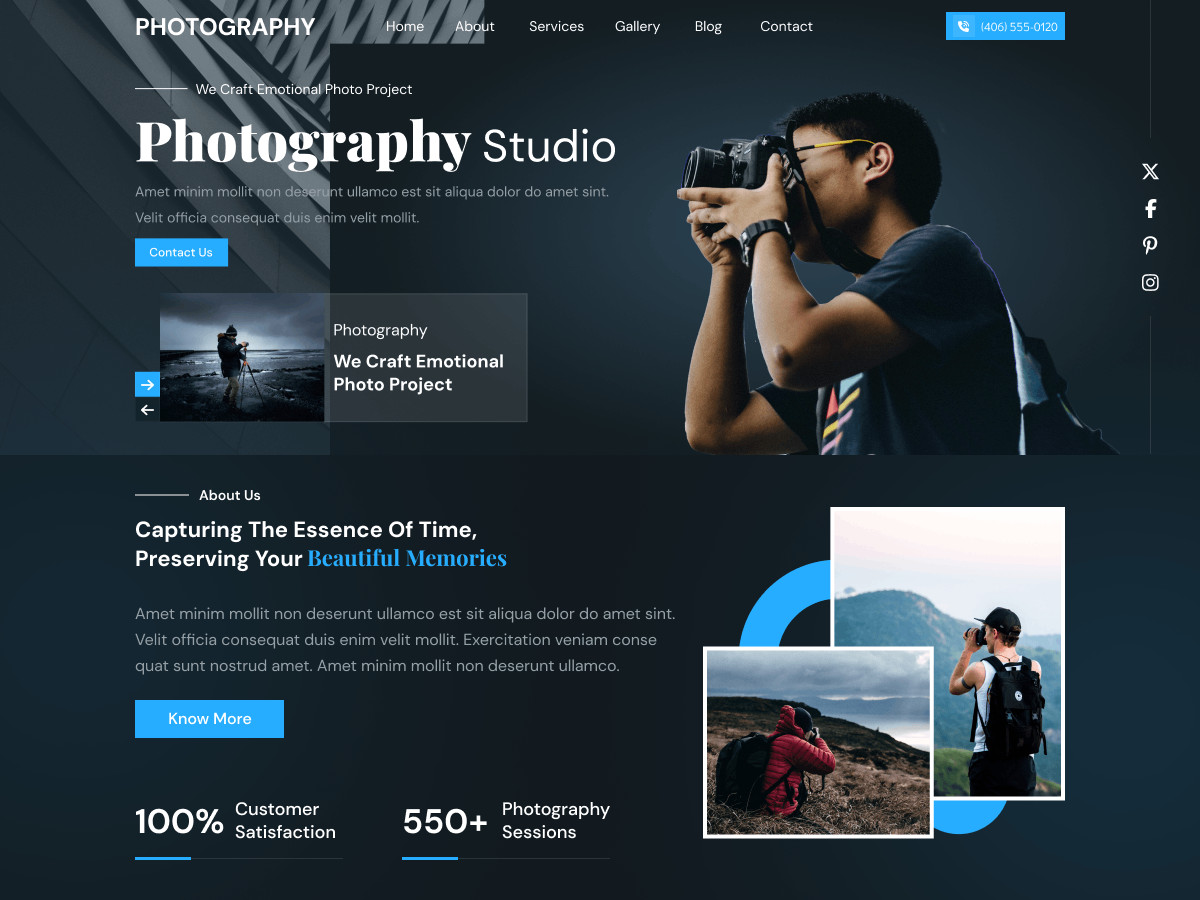 PHOTOGRAPHY
Home About Services Gallery Blog Contact
(406) 555-0120
We Craft Emotional Photo Project
Photography Studio
Amet minim mollit non deserunt ullamco est sit aliqua dolor do amet sint.
Velit officia consequat duis enim velit mollit.
Contact Us
Photography
We Craft Emotional
Photo Project
About Us
Capturing The Essence Of Time,
Preserving Your Beautiful Memories
Amet minim mollit non deserunt ullamco est sit aliqua dolor do amet sint.
Velit officia consequat duis enim velit mollit. Exercitation veniam conse
quat sunt nostrud amet. Amet minim mollit non deserunt ullamco.
Know More
100% Customer
Satisfaction
550+ Photography
Sessions